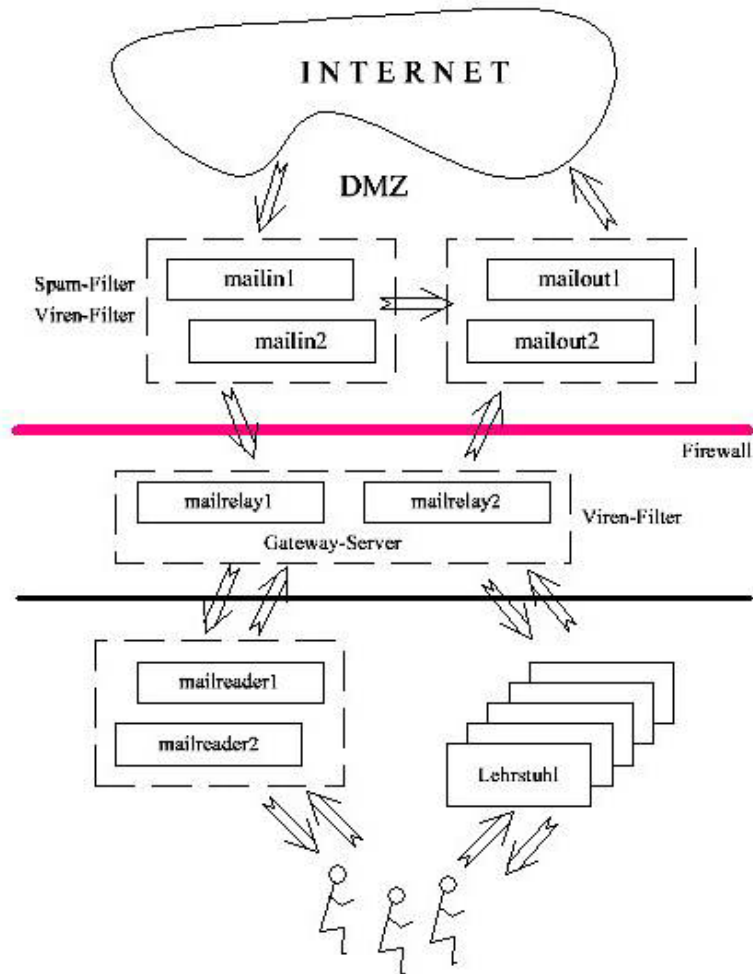 INTERNET
DMZ
Spam-Filter
Viren-Filter
mailin1
mailin2
mailout1
mailout2
Firewall
mailrelay1
mailrelay2
Gateway-Server
Viren-Filter
mailreader1
mailreader2
Lehrstuhl